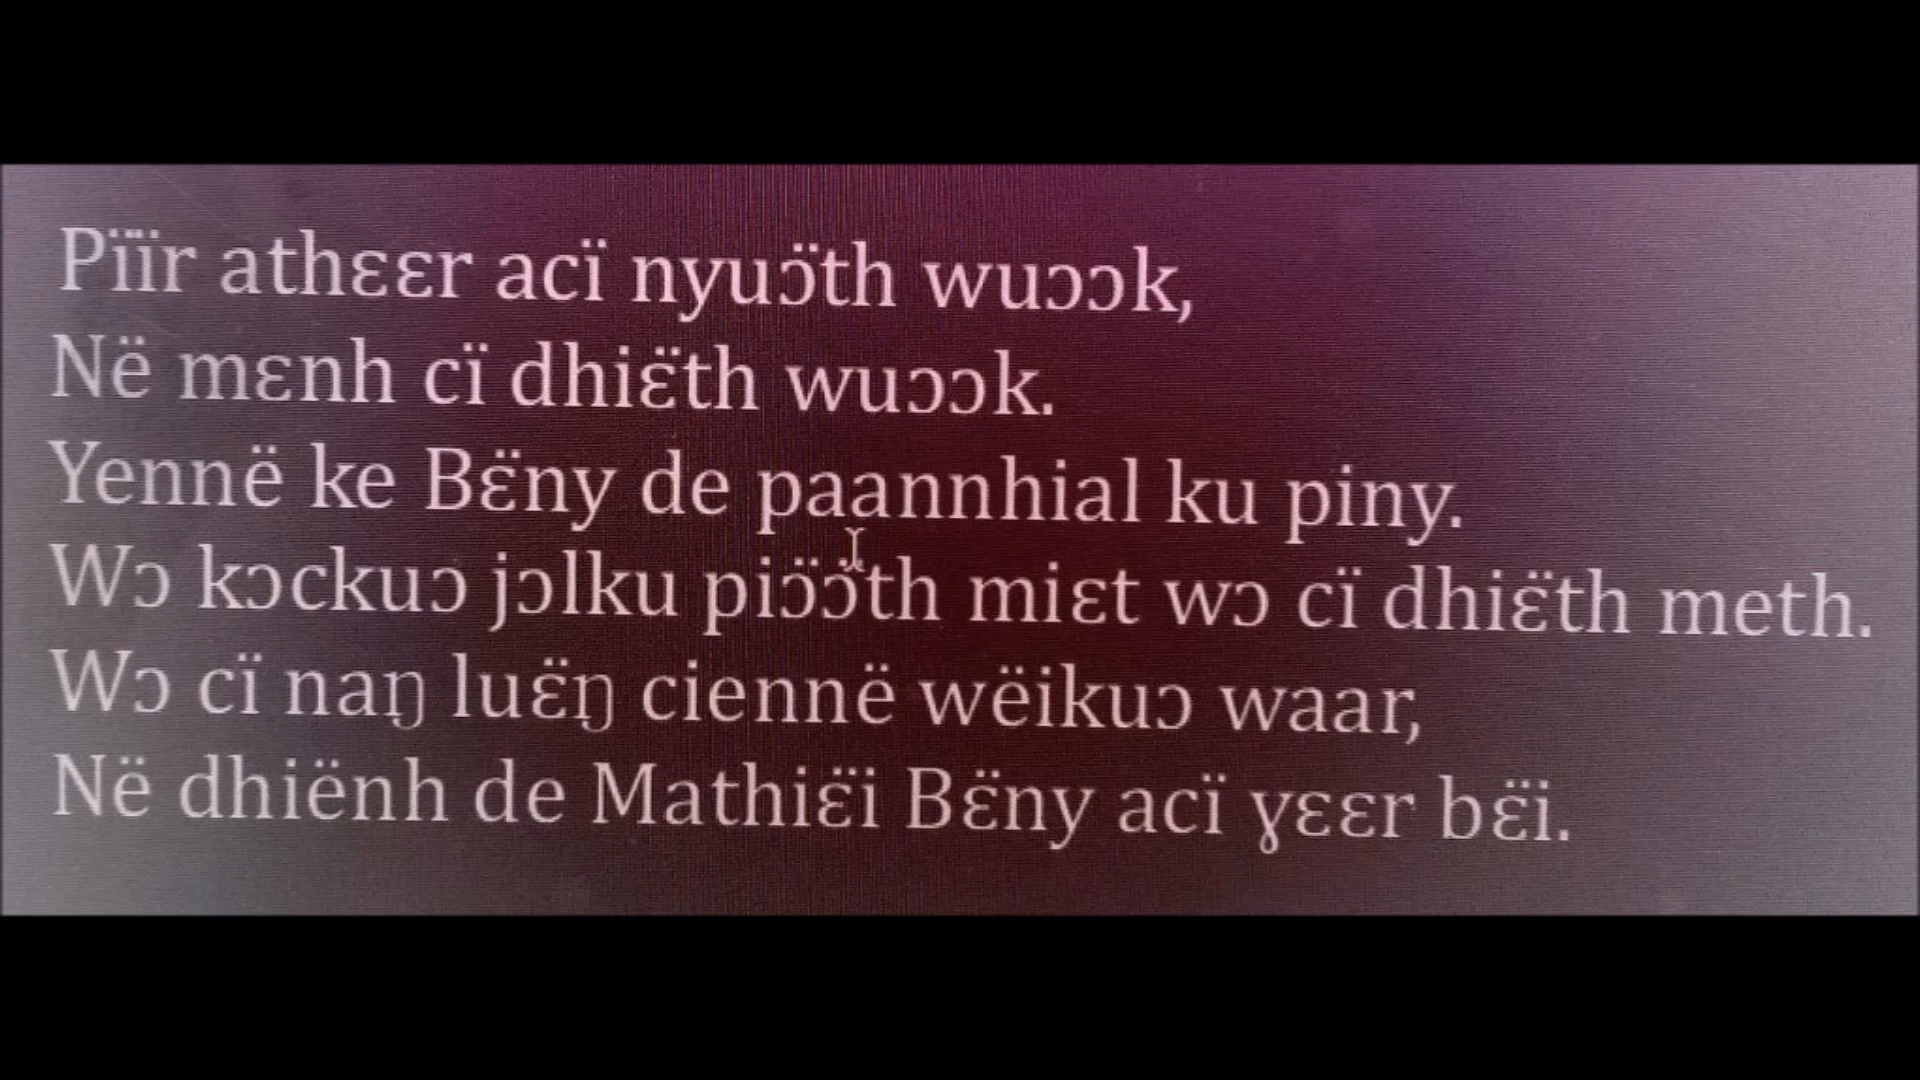 Pïïr athɛɛr acï nyuɔ̈th wuɔɔk,
Në mɛnh cï dhiɛ̈th wuɔɔk.
Yennë ke Bɛ̈ny de paannhial ku piny.
Wɔ kɔckuɔ jɔlku piɔ̈ɔ̈th miɛt wɔ cï dhiɛ̈th meth.
Wɔ cï naŋ luɛ̈ŋ ciennë wëikuɔ waar,
Në dhiënh de Mathiɛ̈i Bɛ̈ny acï ɣɛɛr bɛ̈i.